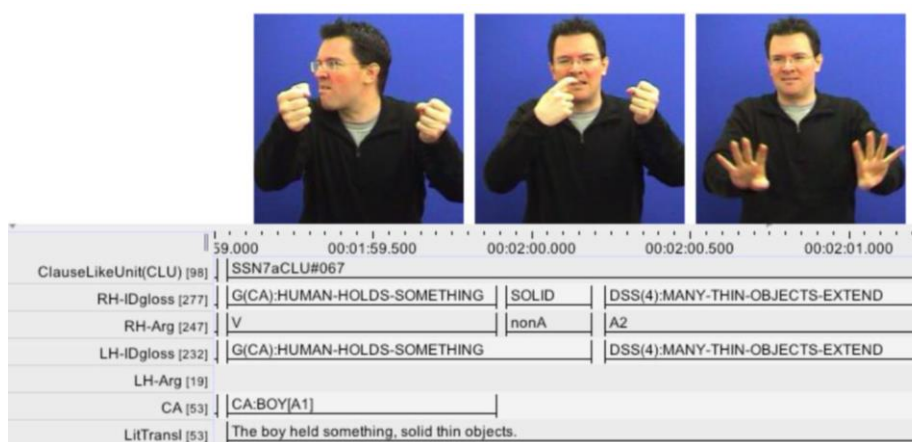 59.000 00:01:59.500 00:02:00.000 00:02:00.500 00:02:01.000
ClauseLikeUnit(CLU) [98] SSN7aCLU#067
RH-IDgloss [277] G(CA):HUMAN-HOLDS-SOMETHING SOLID DSS(4):MANY-THIN-OBJECTS-EXTEND
RH-Arg [247] V nonA A2
LH-IDgloss [232] G(CA):HUMAN-HOLDS-SOMETHING DSS(4):MANY-THIN-OBJECTS-EXTEND
LH-Arg [19]
CA [53] CA:BOY[A1]
LitTransl [53] The boy held something, solid thin objects.